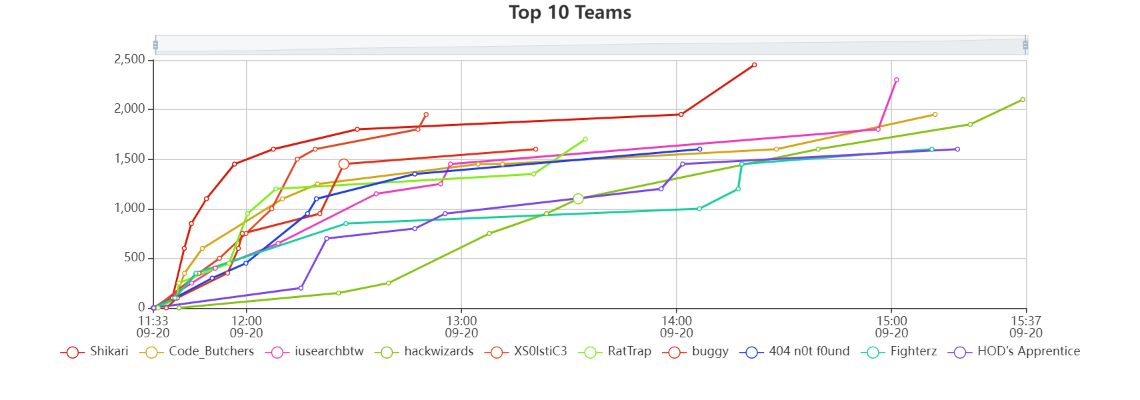 Top 10 Teams
2,500
2,000
1,500
1,000
500
0
11:33 12:00 13:00 14:00 15:00 15:37
09-20 09-20 09-20 09-20 09-20 09-20
Shikari Code_Butchers iusearchbtw hackwizards XS0lstiC3 RatTrap buggy 404 n0t f0und Fighterz HOD's Apprentice